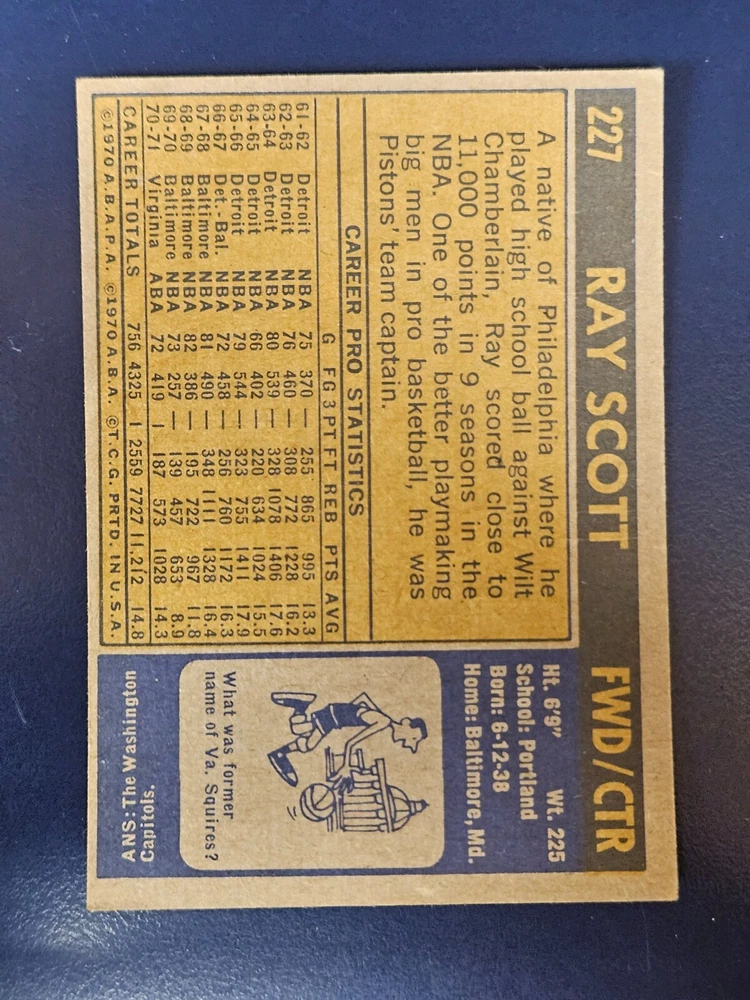 227 RAY SCOTT FWD/CTR
A native of Philadelphia where he
played high school ball against Wilt
Chamberlain, Ray scored close to
11,000 points in 9 seasons in the
NBA. One of the better playmaking
big men in pro basketball, he was
Pistons' team captain.
CAREER PRO STATISTICS
G FG 3PT FT REB PTS AVG
61-62 Detroit NBA 75 370 — 255 865 995 13.3
62-63 Detroit NBA 76 460 — 308 772 1228 16.2
63-64 Detroit NBA 80 539 — 328 1078 1406 17.6
64-65 Detroit NBA 66 402 — 220 634 1024 15.5
65-66 Detroit NBA 79 544 — 323 755 1411 17.9
66-67 Det.-Bal. NBA 72 458 — 256 760 1172 16.3
67-68 Baltimore NBA 81 490 — 348 1111 1328 16.4
68-69 Baltimore NBA 82 386 — 195 722 967 11.8
69-70 Baltimore NBA 73 257 — 139 457 653 8.9
70-71 Virginia ABA 72 419 1 187 573 1028 14.3
CAREER TOTALS 756 4325 1 2559 7727 11,212 14.8
©1970 A.B.A.P.A. ©1970 A.B.A. ©T.C.G. PRTD. IN U.S.A.
Ht. 6'9" Wt. 225
School: Portland
Born: 6-12-38
Home: Baltimore, Md.
What was former
name of Va. Squires?
ANS: The Washington
Capitols.